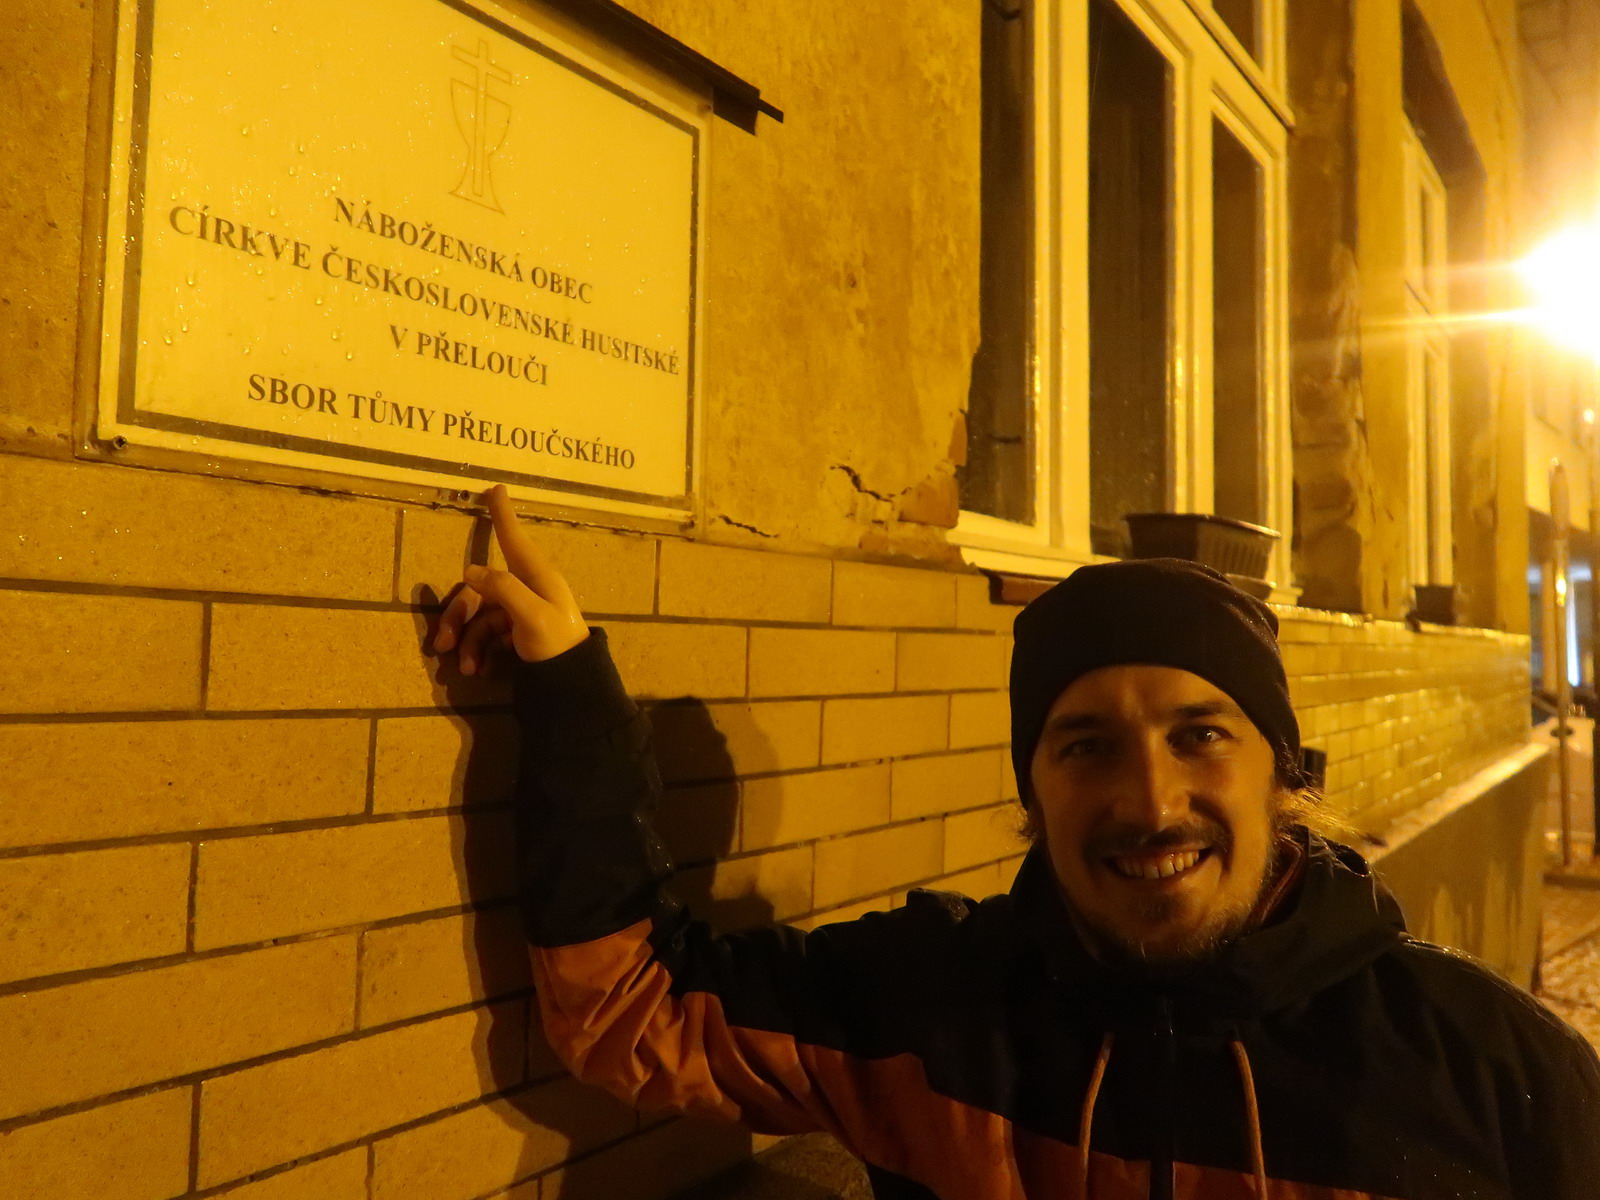 NÁBOŽENSKÁ OBEC
CÍRKVE ČESKOSLOVENSKÉ HUSITSKÉ
V PŘELOUČI
SBOR TŮMY PŘELOUČSKÉHO